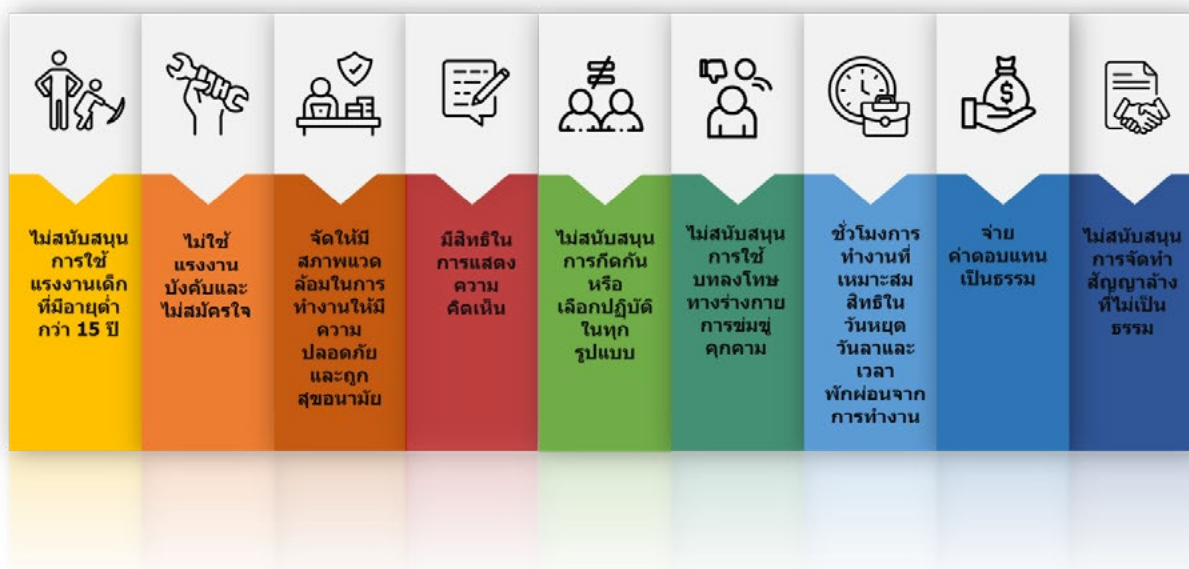 ไม่สนับสนุน
การใช้
แรงงานเด็ก
ที่มีอายุต่ำ
กว่า 15 ปี
ไม่ใช้
แรงงาน
บังคับและ
ไม่สมัครใจ
จัดให้มี
สภาพแวด
ล้อมในการ
ทำงานให้มี
ความ
ปลอดภัย
และถูก
สุขอนามัย
มีสิทธิใน
การแสดง
ความ
คิดเห็น
ไม่สนับสนุน
การกีดกัน
หรือ
เลือกปฏิบัติ
ในทุก
รูปแบบ
ไม่สนับสนุน
การใช้
บทลงโทษ
ทางร่างกาย
การข่มขู่
คุกคาม
ชั่วโมงการ
ทำงานที่
เหมาะสม
สิทธิใน
วันหยุด
วันลาและ
เวลา
พักผ่อนจาก
การทำงาน
จ่าย
ค่าตอบแทน
เป็นธรรม
ไม่สนับสนุน
การจัดทำ
สัญญาจ้าง
ที่ไม่เป็น
ธรรม